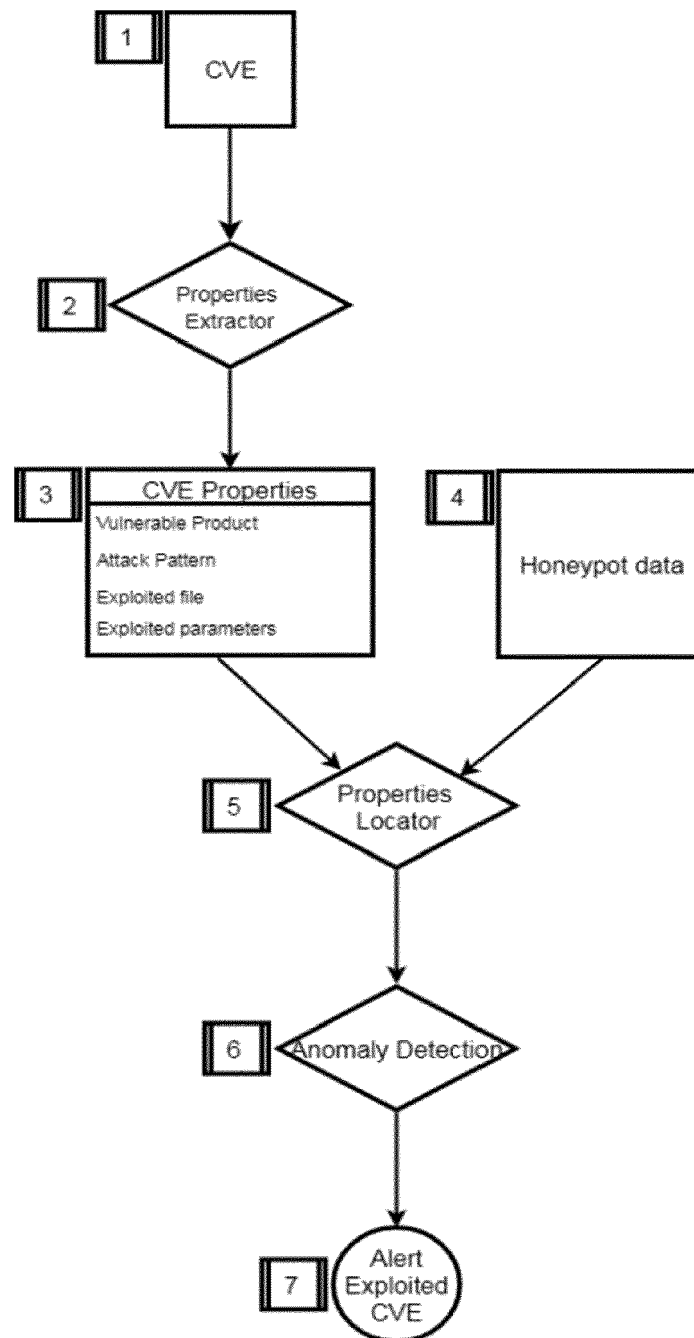 1
CVE
2
Properties
Extractor
3
CVE Properties
Vulnerable Product
Attack Pattern
Exploited file
Exploited parameters
4
Honeypot data
5
Properties
Locator
6
Anomaly Detection
7
Alert
Exploited
CVE